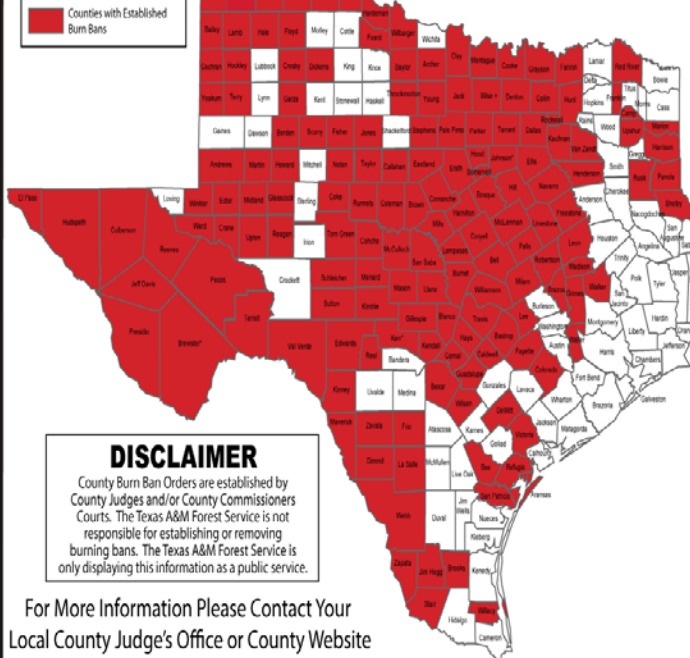 Counties with Established
Burn Bans
Hardeman
Motley Cottle
Bailey Lamb Hale Floyd Foard Wilbarger Wichita
Clay Montague Cooke Grayson Fannin Lamar Red River Bowie
Cochran Hockley Lubbock Crosby Dickens King Knox Baylor Archer
Delta Titus Franklin Morris Cass
Yoakum Terry Lynn Garza Kent Stonewall Haskell Throckmorton Young Jack Wise Denton Collin Hunt Hopkins Camp
Rockwall Rains Wood Upshur Marion
Gaines Dawson Borden Scurry Fisher Jones Shackelford Stephens Palo Pinto Parker Tarrant Dallas Kaufman Van Zandt Gregg Harrison
Andrews Martin Howard Mitchell Nolan Taylor Callahan Eastland Erath Hood Somervell Johnson* Ellis Henderson Smith Rusk Panola
El Paso Hudspeth Culberson Loving Winkler Ector Midland Glasscock Sterling Coke Runnels Coleman Brown Comanche Bosque Hill Navarro Anderson Cherokee Shelby
Reeves Ward Crane Upton Reagan Irion Tom Green Concho McCulloch Mills Hamilton Coryell McLennan Limestone Freestone Leon Houston Nacogdoches San Augustine
Jeff Davis Pecos Crockett Schleicher Menard San Saba Lampasas Bell Falls Robertson Madison Trinity Angelina
Presidio Brewster* Terrell Sutton Kimble Mason Llano Burnet Williamson Milam Brazos Grimes Walker San Jacinto Polk Tyler Jasper
Val Verde Edwards Kerr* Gillespie Blanco Travis Lee Burleson Washington Montgomery Liberty Hardin
Real Bandera Kendall Comal Hays Caldwell Bastrop Fayette Austin Waller Harris Chambers Jefferson
Kinney Uvalde Medina Bexar Guadalupe Gonzales Lavaca Colorado Fort Bend Galveston
Maverick Zavala Frio Atascosa Wilson Karnes DeWitt Victoria Jackson Wharton Matagorda Brazoria
Dimmit La Salle McMullen Live Oak Bee Goliad Refugio Calhoun
Webb Duval Jim Wells Nueces San Patricio Aransas
Zapata Jim Hogg Brooks Kleberg Kenedy
Starr Hidalgo Willacy Cameron
DISCLAIMER
County Burn Ban Orders are established by
County Judges and/or County Commissioners
Courts. The Texas A&M Forest Service is not
responsible for establishing or removing
burning bans. The Texas A&M Forest Service is
only displaying this information as a public service.
For More Information Please Contact Your
Local County Judge's Office or County Website